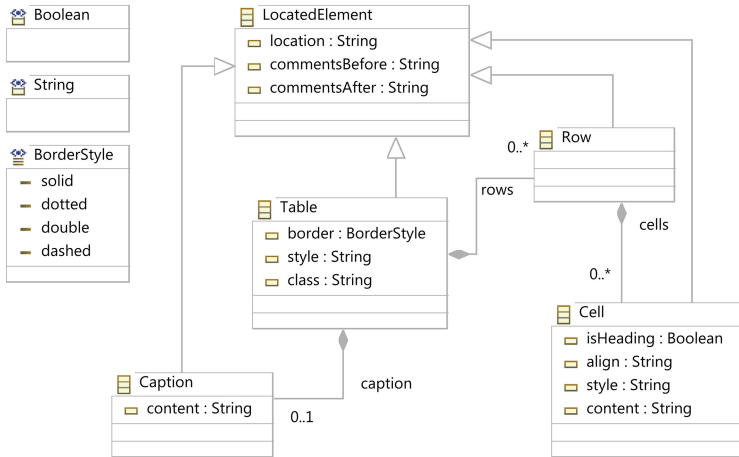 Boolean
String
BorderStyle
solid
dotted
double
dashed
LocatedElement
location : String
commentsBefore : String
commentsAfter : String
Row
0..*
rows
cells
0..*
Table
border : BorderStyle
style : String
class : String
Cell
isHeading : Boolean
align : String
style : String
content : String
Caption
content : String
caption
0..1